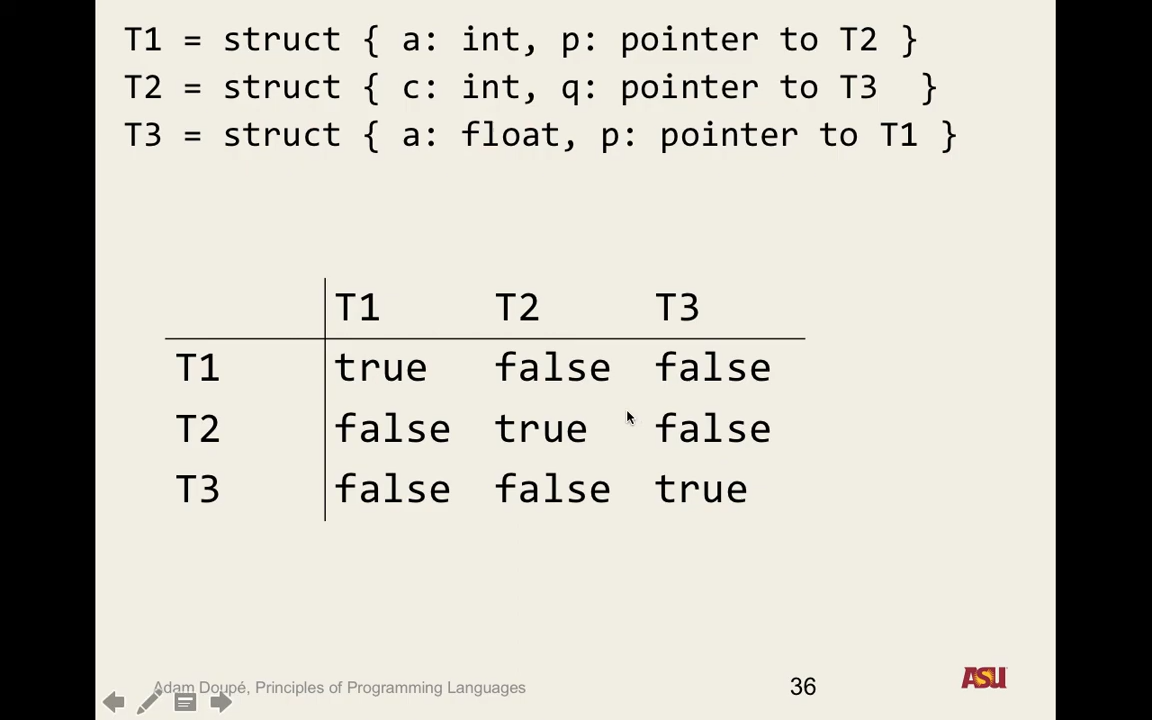 T1 = struct { a: int, p: pointer to T2 }
T2 = struct { c: int, q: pointer to T3 }
T3 = struct { a: float, p: pointer to T1 }
T1 T2 T3
T1 true false false
T2 false true false
T3 false false true
Adam Doupé, Principles of Programming Languages
36
ASU